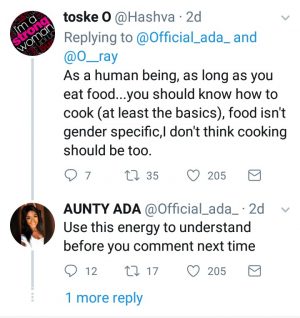 I'm a
strong
woman
toske O @Hashva · 2d
Replying to @Official_ada_ and
@O__ray
As a human being, as long as you
eat food...you should know how to
cook (at least the basics), food isn't
gender specific,I don't think cooking
should be too.
7 35 205
AUNTY ADA @Official_ada_ · 2d
Use this energy to understand
before you comment next time
12 17 205
1 more reply